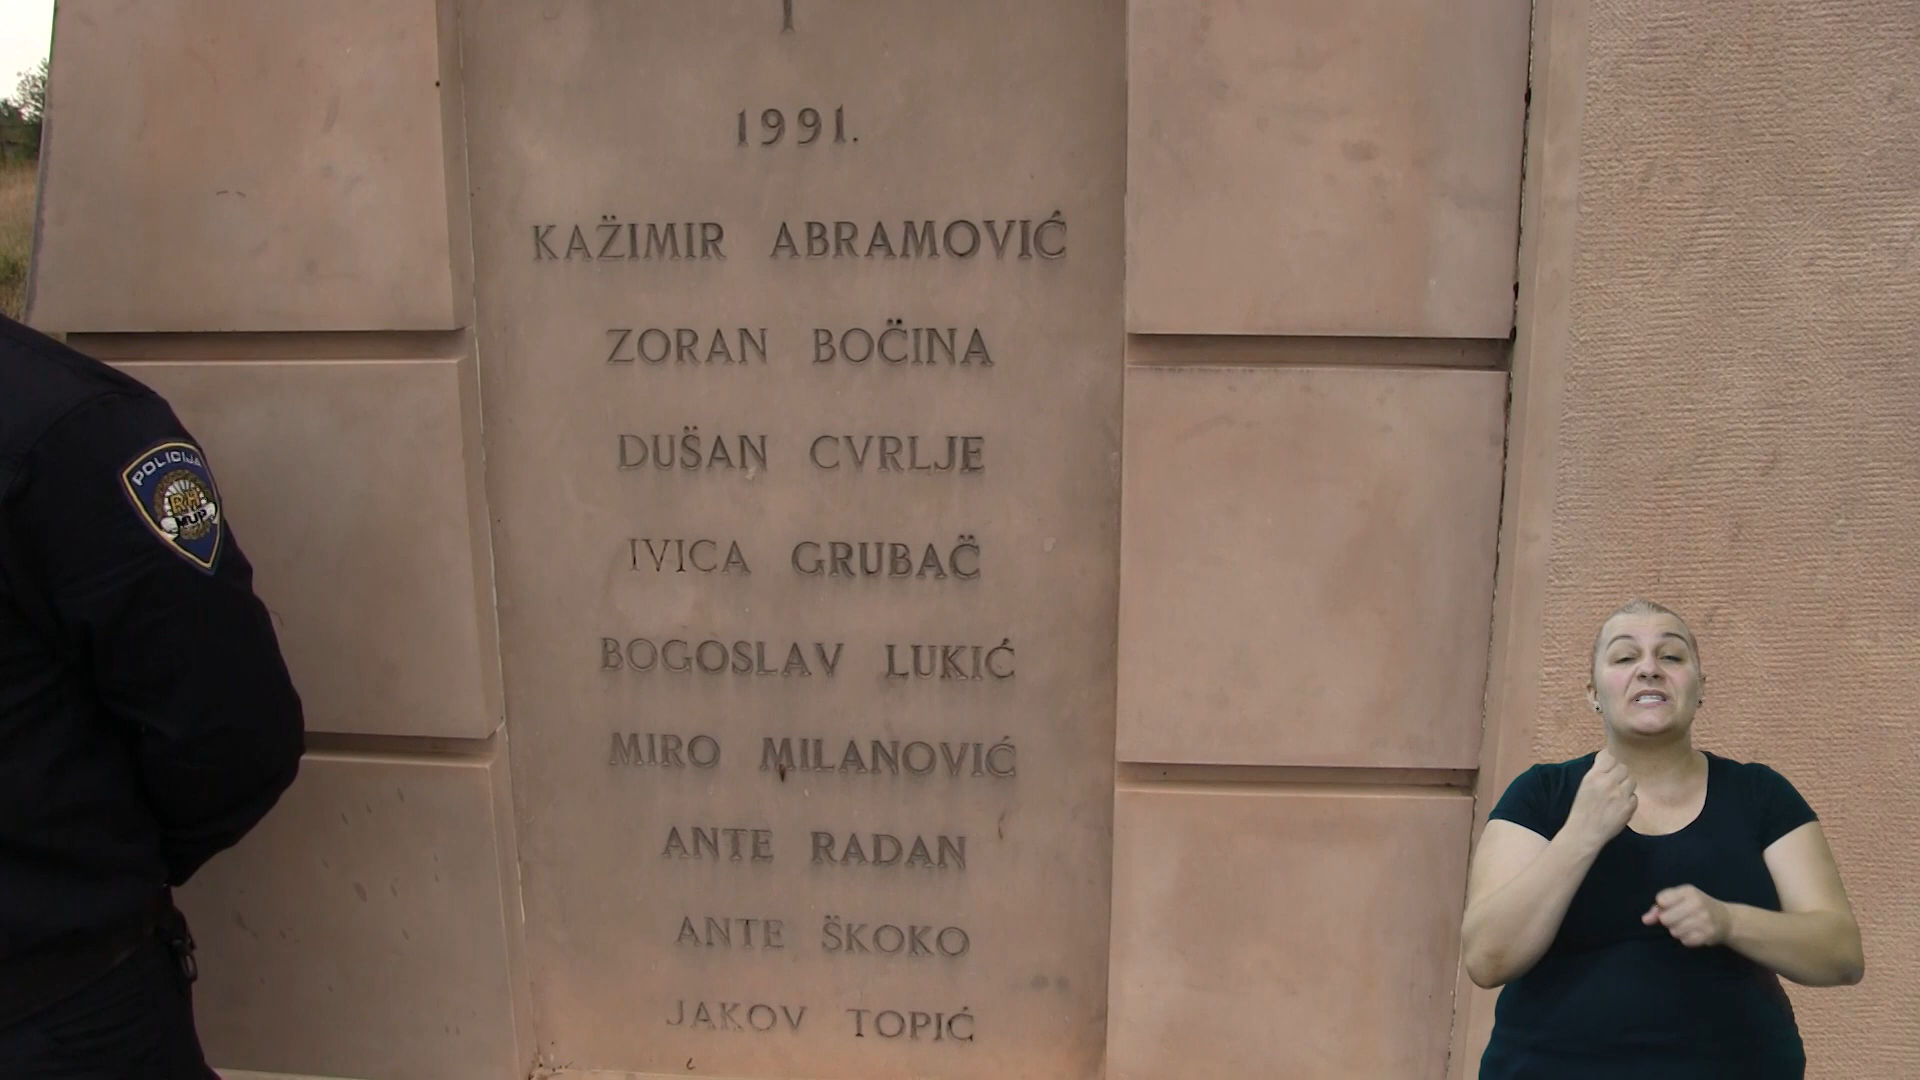 1991.
KAŽIMIR ABRAMOVIĆ
ZORAN BOČINA
DUŠAN CVRLJE
IVICA GRUBAČ
BOGOSLAV LUKIĆ
MIRO MILANOVIĆ
ANTE RADAN
ANTE ŠKOKO
JAKOV TOPIĆ
POLICIJA
RH
MUP